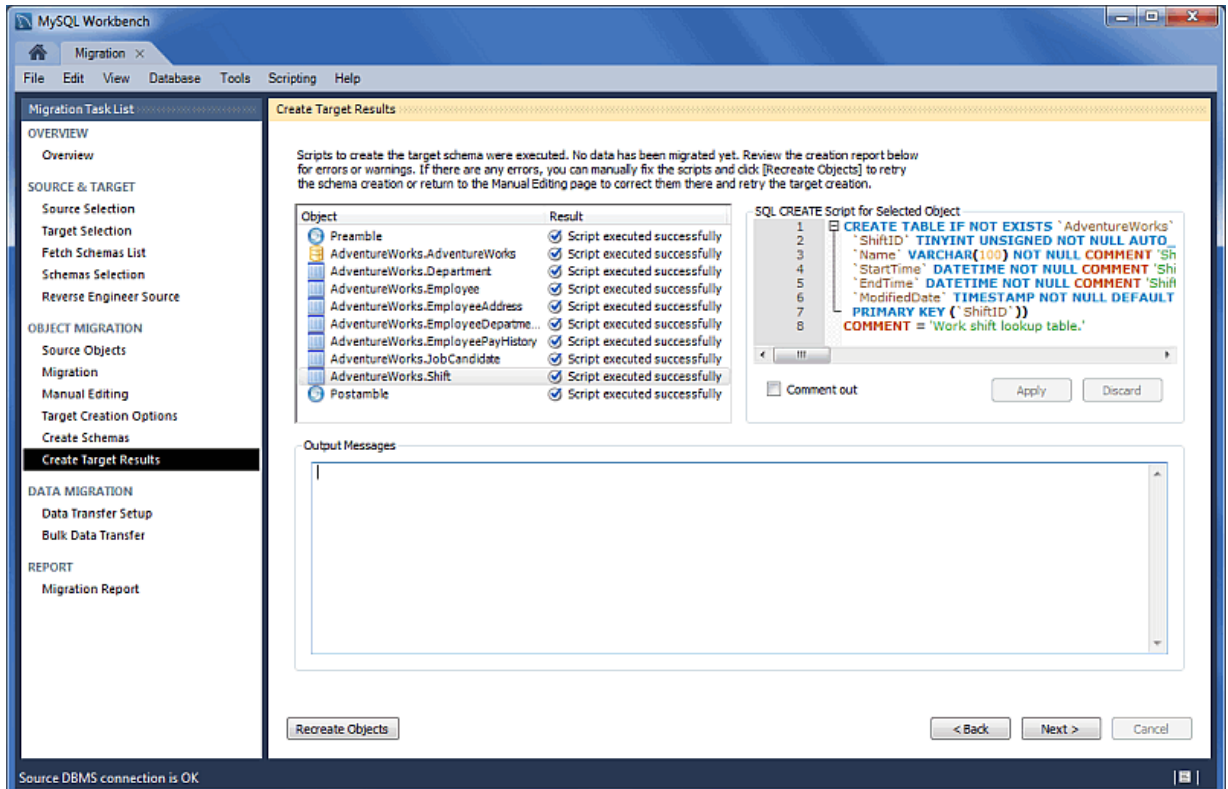 MySQL Workbench
Migration
File Edit View Database Tools Scripting Help
Migration Task List
OVERVIEW
Overview
SOURCE & TARGET
Source Selection
Target Selection
Fetch Schemas List
Schemas Selection
Reverse Engineer Source
OBJECT MIGRATION
Source Objects
Migration
Manual Editing
Target Creation Options
Create Schemas
Create Target Results
DATA MIGRATION
Data Transfer Setup
Bulk Data Transfer
REPORT
Migration Report
Create Target Results
Scripts to create the target schema were executed. No data has been migrated yet. Review the creation report below
for errors or warnings. If there are any errors, you can manually fix the scripts and click [Recreate Objects] to retry
the schema creation or return to the Manual Editing page to correct them there and retry the target creation.
Object Result
Preamble Script executed successfully
AdventureWorks.AdventureWorks Script executed successfully
AdventureWorks.Department Script executed successfully
AdventureWorks.Employee Script executed successfully
AdventureWorks.EmployeeAddress Script executed successfully
AdventureWorks.EmployeeDepartme... Script executed successfully
AdventureWorks.EmployeePayHistory Script executed successfully
AdventureWorks.JobCandidate Script executed successfully
AdventureWorks.Shift Script executed successfully
Postamble Script executed successfully
SQL CREATE Script for Selected Object
1 CREATE TABLE IF NOT EXISTS `AdventureWorks`
2 `ShiftID` TINYINT UNSIGNED NOT NULL AUTO_
3 `Name` VARCHAR(100) NOT NULL COMMENT 'Sh
4 `StartTime` DATETIME NOT NULL COMMENT 'Shi
5 `EndTime` DATETIME NOT NULL COMMENT 'Shift
6 `ModifiedDate` TIMESTAMP NOT NULL DEFAULT
7 PRIMARY KEY (`ShiftID`))
8 COMMENT = 'Work shift lookup table.'
Comment out Apply Discard
Output Messages
Recreate Objects < Back Next > Cancel
Source DBMS connection is OK